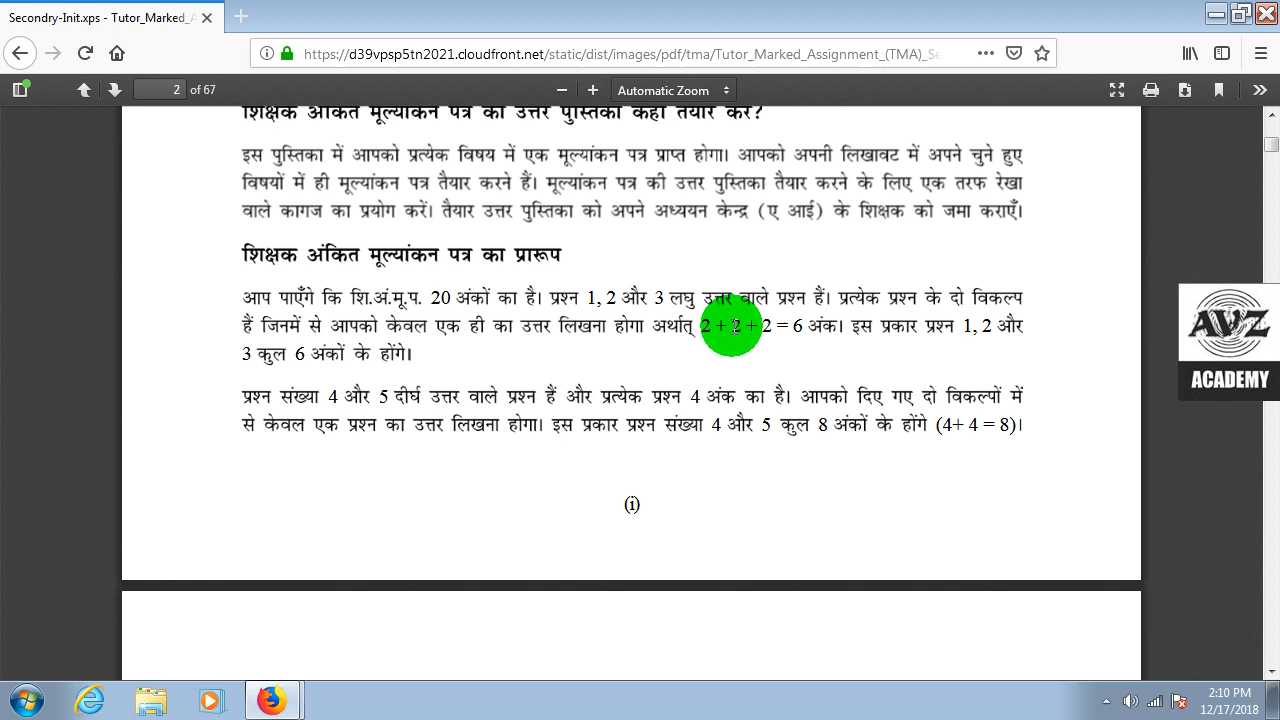 Secondry-Init.xps - Tutor_Marked_A
https://d39vpsp5tn2021.cloudfront.net/static/dist/images/pdf/tma/Tutor_Marked_Assignment_(TMA)_Se
2 of 67
Automatic Zoom
शिक्षक अंकित मूल्यांकन पत्र की उत्तर पुस्तिका कहाँ तैयार करें?
इस पुस्तिका में आपको प्रत्येक विषय में एक मूल्यांकन पत्र प्राप्त होगा। आपको अपनी लिखावट में अपने चुने हुए
विषयों में ही मूल्यांकन पत्र तैयार करने हैं। मूल्यांकन पत्र की उत्तर पुस्तिका तैयार करने के लिए एक तरफ रेखा
वाले कागज का प्रयोग करें। तैयार उत्तर पुस्तिका को अपने अध्ययन केन्द्र (ए आई) के शिक्षक को जमा कराएँ।
शिक्षक अंकित मूल्यांकन पत्र का प्रारूप
आप पाएँगे कि शि.अं.मू.प. 20 अंकों का है। प्रश्न 1, 2 और 3 लघु उत्तर वाले प्रश्न हैं। प्रत्येक प्रश्न के दो विकल्प
हैं जिनमें से आपको केवल एक ही का उत्तर लिखना होगा अर्थात् 2 + 2 + 2 = 6 अंक। इस प्रकार प्रश्न 1, 2 और
3 कुल 6 अंकों के होंगे।
प्रश्न संख्या 4 और 5 दीर्घ उत्तर वाले प्रश्न हैं और प्रत्येक प्रश्न 4 अंक का है। आपको दिए गए दो विकल्पों में
से केवल एक प्रश्न का उत्तर लिखना होगा। इस प्रकार प्रश्न संख्या 4 और 5 कुल 8 अंकों के होंगे (4+ 4 = 8)।
(i)
AVZ
ACADEMY
2:10 PM
12/17/2018